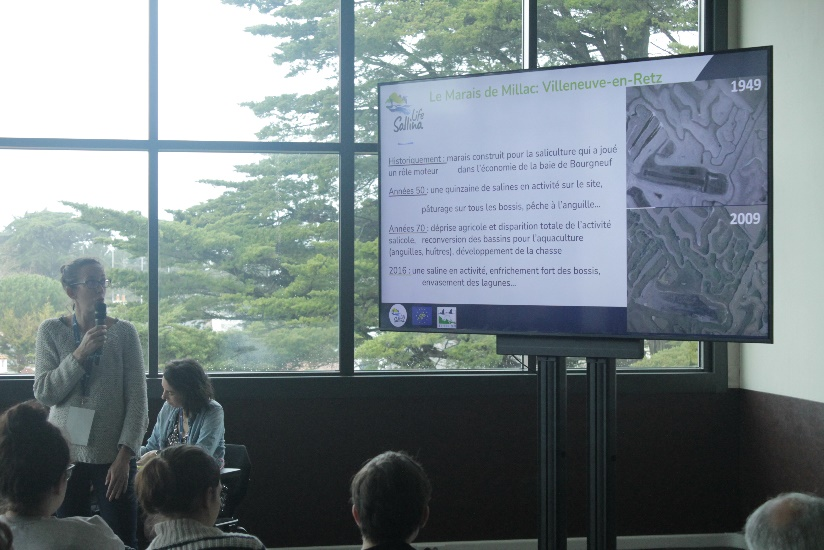 Le Marais de Millac: Villeneuve-en-Retz
1949
Life
Sallina
Historiquement : marais construit pour la saliculture qui a joué
un rôle moteur dans l'économie de la baie de Bourgneuf
Années 50 : une quinzaine de salines en activité sur le site,
pâturage sur tous les bossis, pêche à l'anguille...
2009
Années 70 : déprise agricole et disparition totale de l'activité
salicole, reconversion des bassins pour l'aquaculture
(anguilles, huîtres), développement de la chasse
2016 : une saline en activité, enfrichement fort des bossis,
envasement des lagunes...